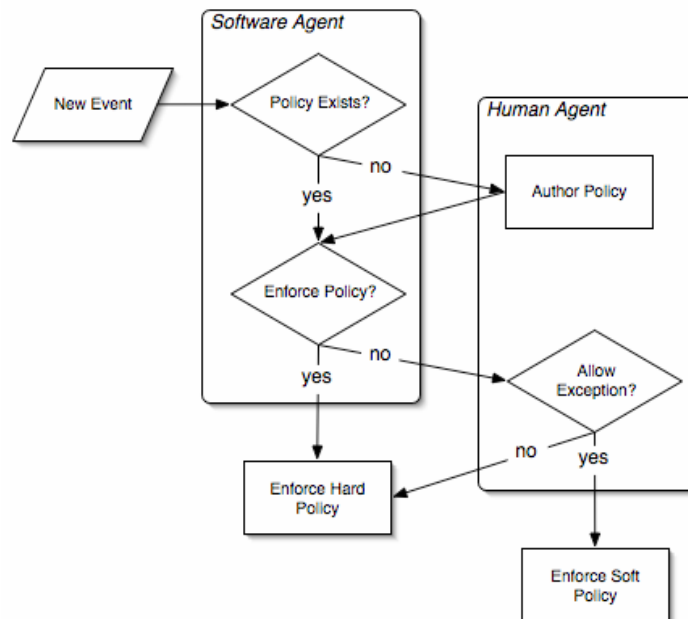 Software Agent
New Event
Policy Exists?
Human Agent
no
yes
Author Policy
Enforce Policy?
no
yes
Allow
Exception?
no
yes
Enforce Hard
Policy
Enforce Soft
Policy